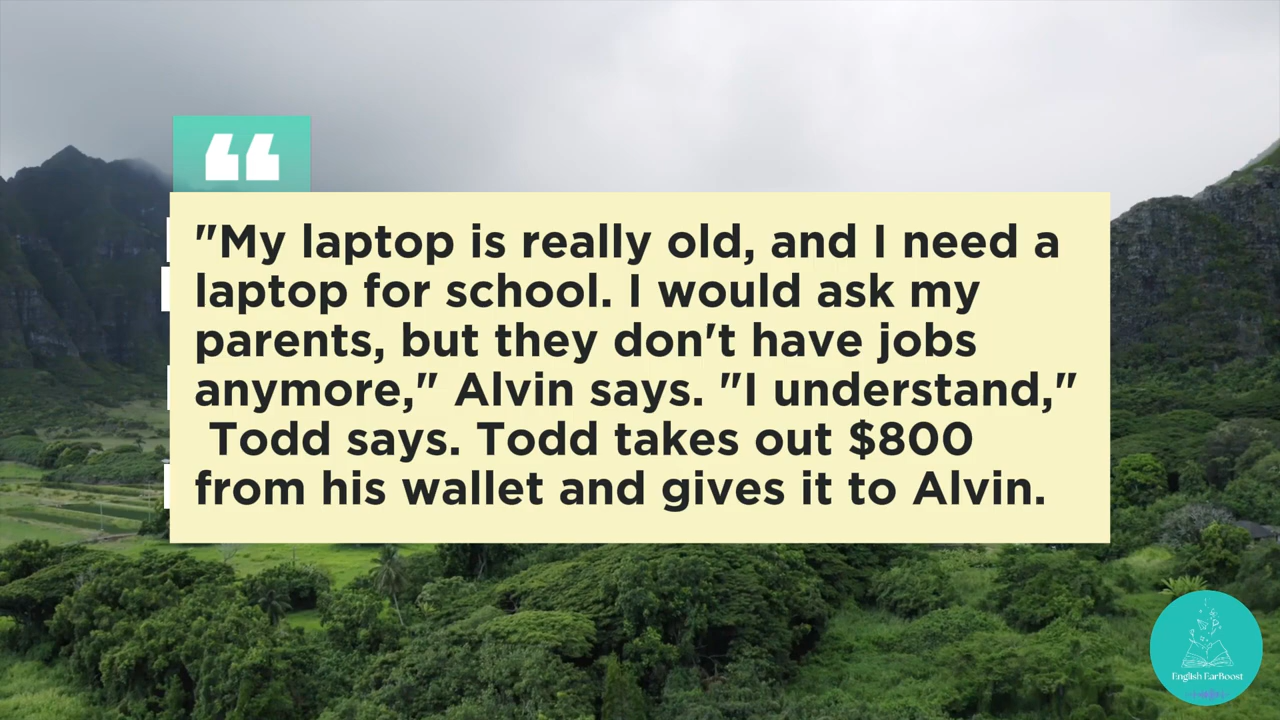 "My laptop is really old, and I need a
laptop for school. I would ask my
parents, but they don't have jobs
anymore," Alvin says. "I understand,"
Todd says. Todd takes out $800
from his wallet and gives it to Alvin.
English EarBoost